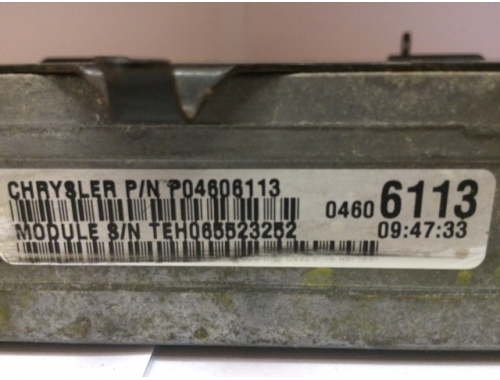 CHRYSLER P/N P04606113
MODULE S/N TEH065523252
0460 6113
09:47:33